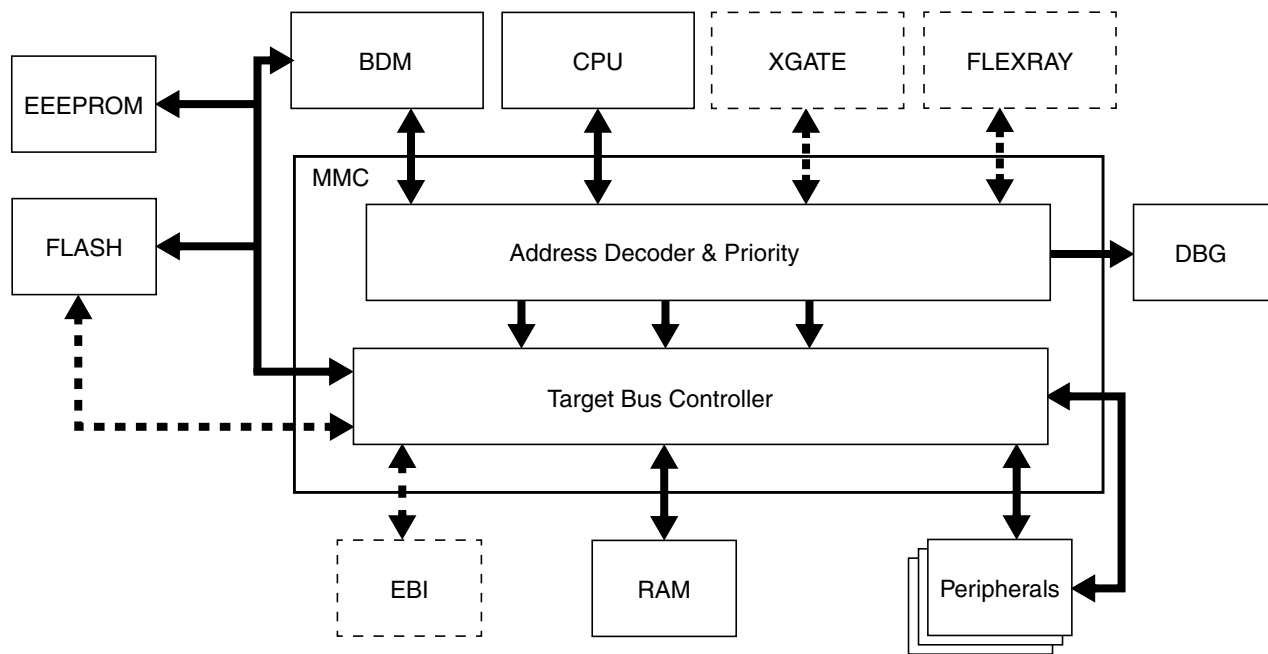 BDM
CPU
XGATE
FLEXRAY
EEEPROM
MMC
FLASH
Address Decoder & Priority
DBG
Target Bus Controller
EBI
RAM
Peripherals